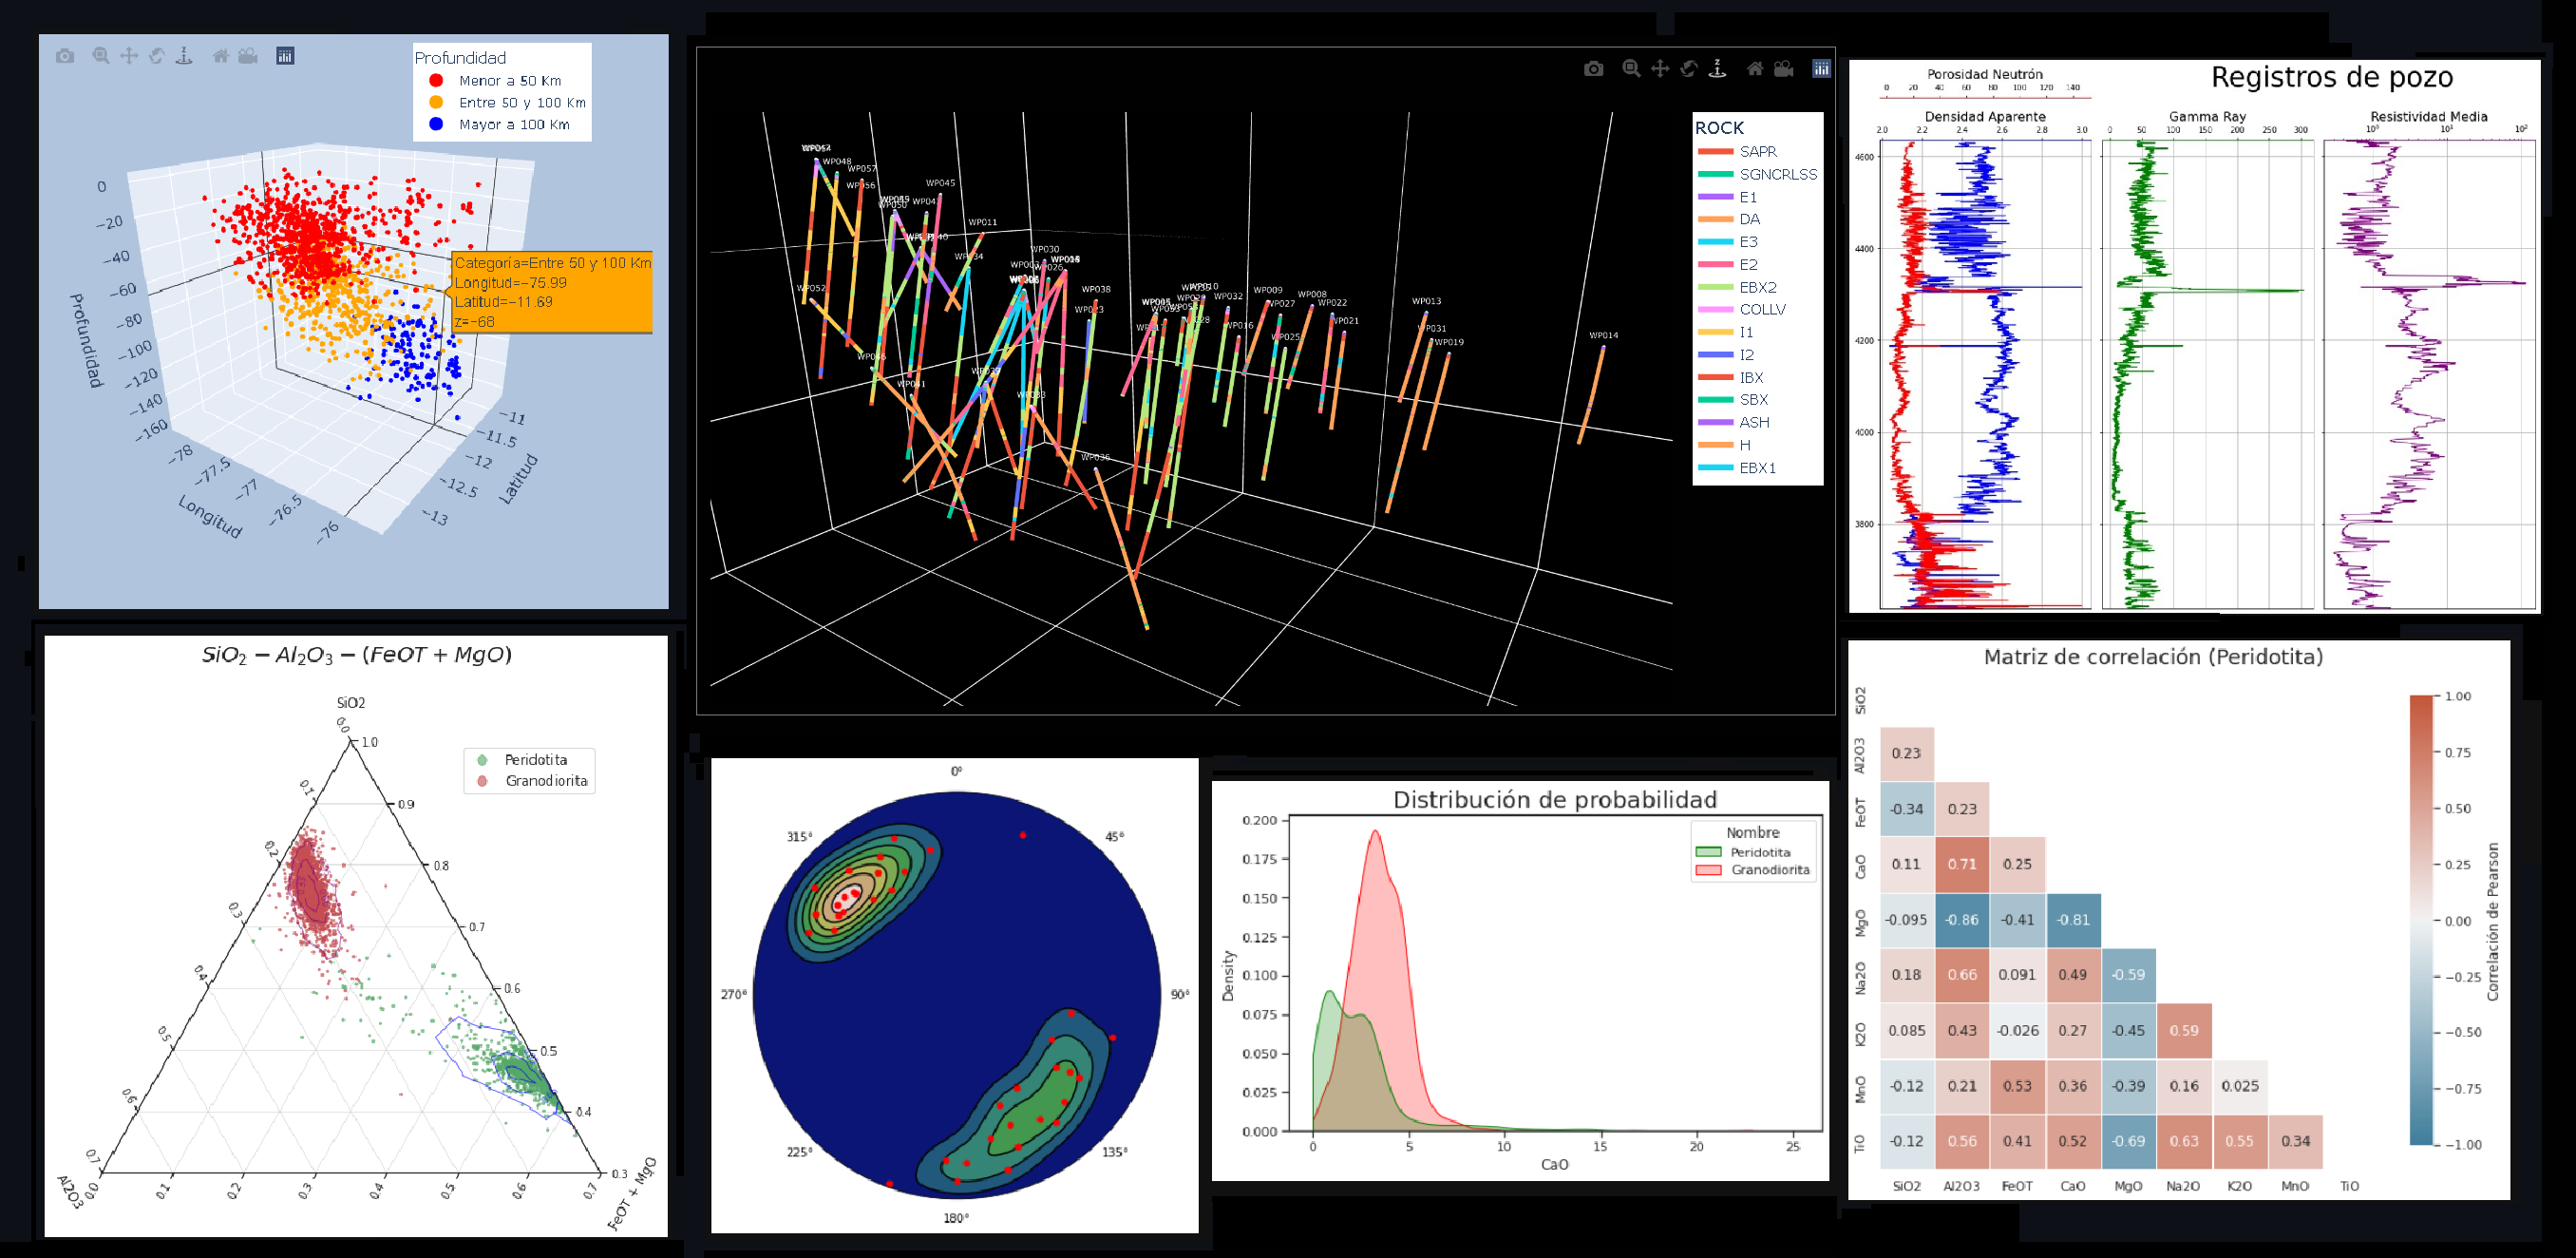 Profundidad
Menor a 50 Km
Entre 50 y 100 Km
Mayor a 100 Km
0
−20
−40
−60
−80
−100
−120
−140
−160
Profundidad
−78
−77.5
−77
−76.5
−76
Longitud
−11
−11.5
−12
−12.5
−13
Latitud
Categoría=Entre 50 y 100 Km
Longitud=−75.99
Latitud=−11.69
z=−68
WP048
WP057
WP056
WP045
WP011
WP052
WP030
WP038
WP032
WP009
WP027
WP008
WP022
WP021
WP016
WP025
WP013
WP031
WP019
WP014
WP041
WP036
ROCK
SAPR
SGNCRLSS
E1
DA
E3
E2
EBX2
COLLV
I1
I2
IBX
SBX
ASH
H
EBX1
Registros de pozo
Porosidad Neutrón
0 20 40 60 80 100 120 140
Densidad Aparente
2.0 2.2 2.4 2.6 2.8 3.0
Gamma Ray
0 50 100 150 200 250 300
Resistividad Media
10⁰ 10¹ 10²
4600
4400
4200
4000
3800
SiO₂ − Al₂O₃ − (FeOT + MgO)
SiO2
Peridotita
Granodiorita
0.0
0.1
0.2
0.3
0.4
0.5
0.6
0.7
1.0
0.9
0.8
0.7
0.6
0.5
0.4
0.3
0.0 0.1 0.2 0.3 0.4 0.5 0.6 0.7
Al2O3
FeOT + MgO
0°
45°
90°
135°
180°
225°
270°
315°
Distribución de probabilidad
Nombre
Peridotita
Granodiorita
0.200
0.175
0.150
0.125
0.100
0.075
0.050
0.025
0.000
Density
0 5 10 15 20 25
CaO
Matriz de correlación (Peridotita)
SiO2
Al2O3 0.23
FeOT -0.34 0.23
CaO 0.11 0.71 0.25
MgO -0.095 -0.86 -0.41 -0.81
Na2O 0.18 0.66 0.091 0.49 -0.59
K2O 0.085 0.43 -0.026 0.27 -0.45 0.59
MnO -0.12 0.21 0.53 0.36 -0.39 0.16 0.025
TiO -0.12 0.56 0.41 0.52 -0.69 0.63 0.55 0.34
SiO2 Al2O3 FeOT CaO MgO Na2O K2O MnO TiO
1.00
0.75
0.50
0.25
0.00
−0.25
−0.50
−0.75
−1.00
Correlación de Pearson